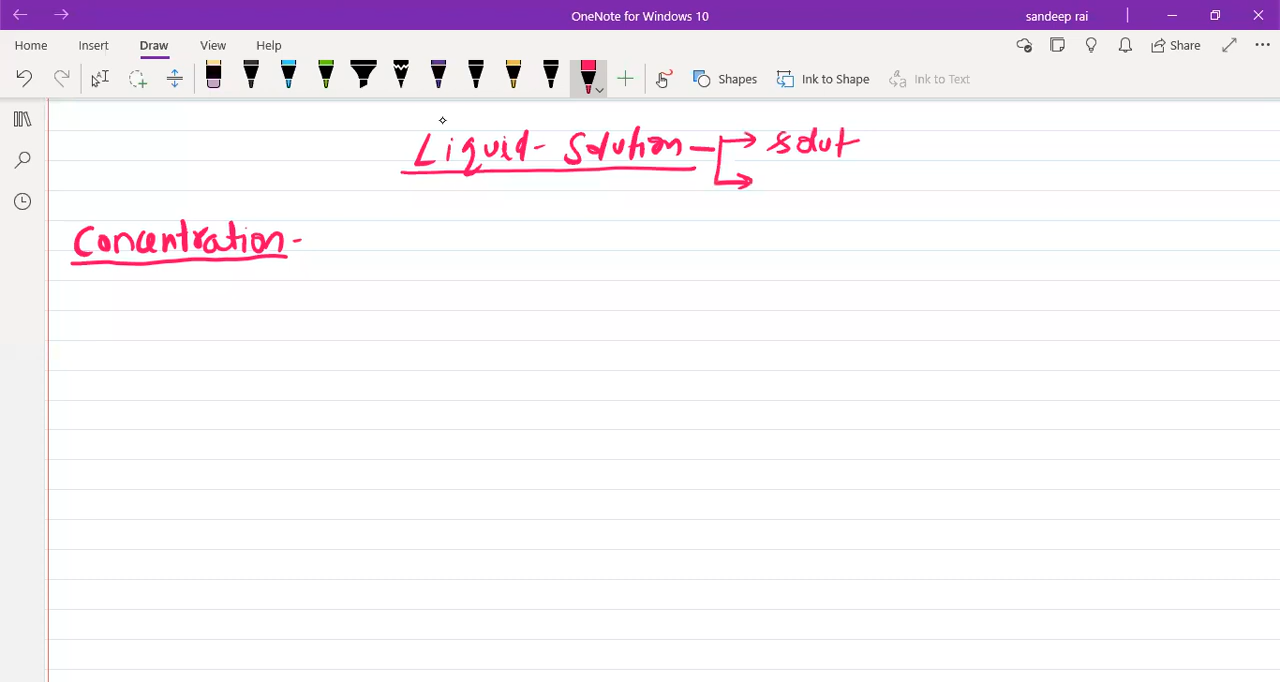 OneNote for Windows 10
sandeep rai
Home Insert Draw View Help
Share
Shapes
Ink to Shape
Ink to Text
Liquid- Solution - solut
Concentration -